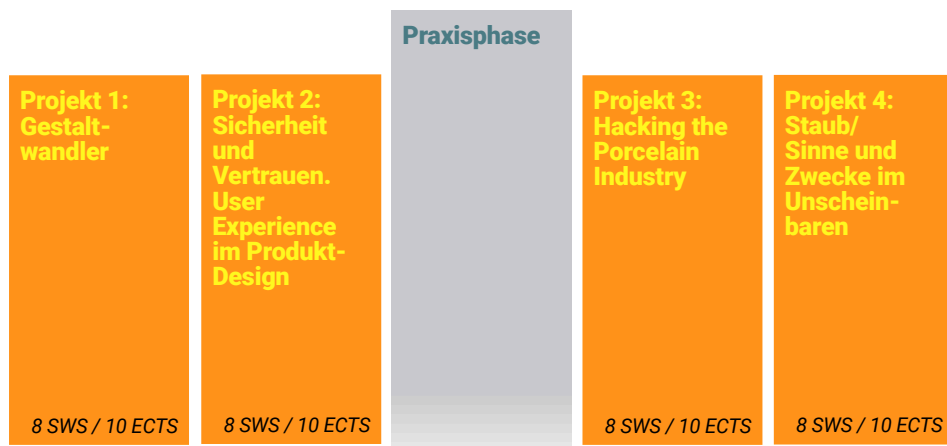 Praxisphase
Projekt 1:
Gestalt-
wandler
8 SWS / 10 ECTS
Projekt 2:
Sicherheit
und
Vertrauen.
User
Experience
im Produkt-
Design
8 SWS / 10 ECTS
Projekt 3:
Hacking the
Porcelain
Industry
8 SWS / 10 ECTS
Projekt 4:
Staub/
Sinne und
Zwecke im
Unschein-
baren
8 SWS / 10 ECTS